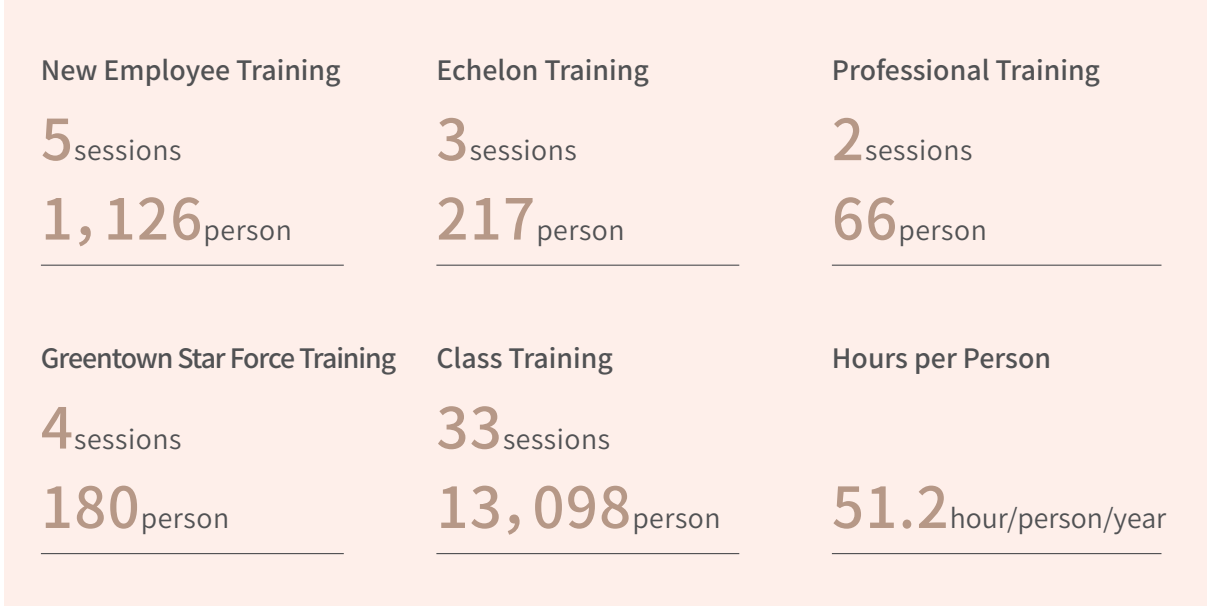 New Employee Training
5sessions
1,126person
Echelon Training
3sessions
217person
Professional Training
2sessions
66person
Greentown Star Force Training
4sessions
180person
Class Training
33sessions
13,098person
Hours per Person
51.2hour/person/year